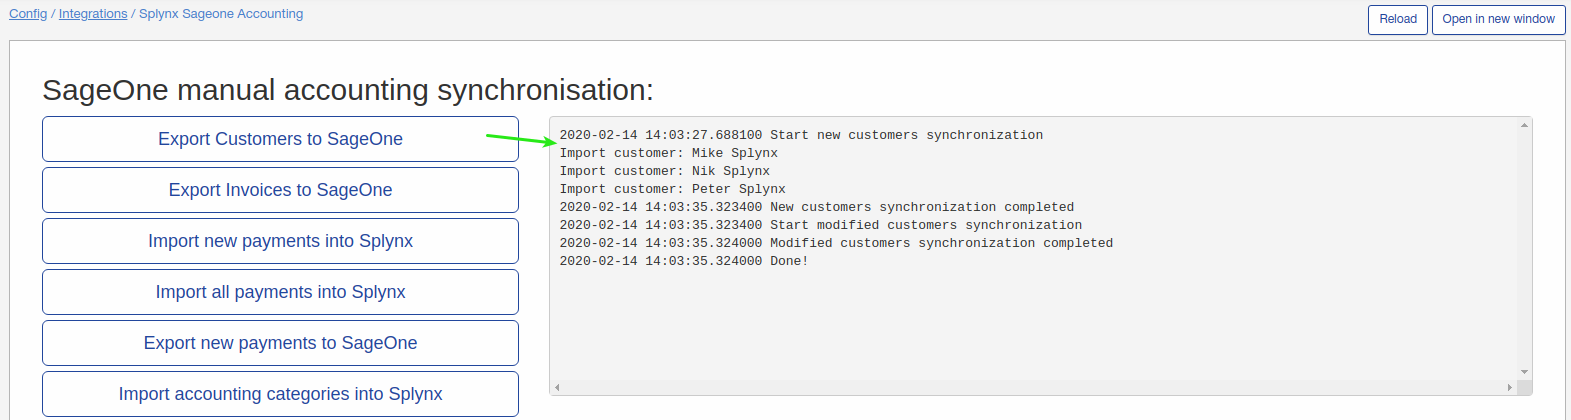 Config / Integrations / Splynx Sageone Accounting
Reload
Open in new window
SageOne manual accounting synchronisation:
Export Customers to SageOne
Export Invoices to SageOne
Import new payments into Splynx
Import all payments into Splynx
Export new payments to SageOne
Import accounting categories into Splynx
2020-02-14 14:03:27.688100 Start new customers synchronization
Import customer: Mike Splynx
Import customer: Nik Splynx
Import customer: Peter Splynx
2020-02-14 14:03:35.323400 New customers synchronization completed
2020-02-14 14:03:35.323400 Start modified customers synchronization
2020-02-14 14:03:35.324000 Modified customers synchronization completed
2020-02-14 14:03:35.324000 Done!